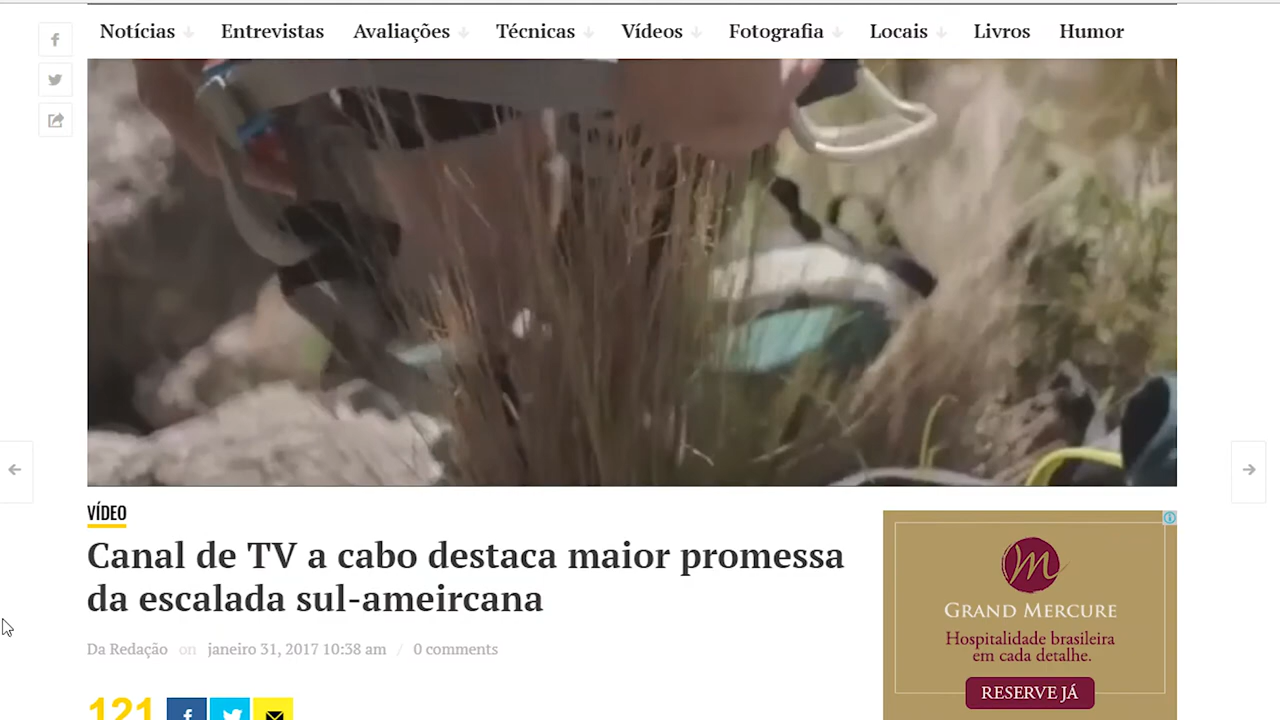 Notícias Entrevistas Avaliações Técnicas Vídeos Fotografia Locais Livros Humor
VÍDEO
Canal de TV a cabo destaca maior promessa
da escalada sul-ameircana
Da Redação on janeiro 31, 2017 10:38 am / 0 comments
121
GRAND MERCURE
Hospitalidade brasileira
em cada detalhe.
RESERVE JÁ